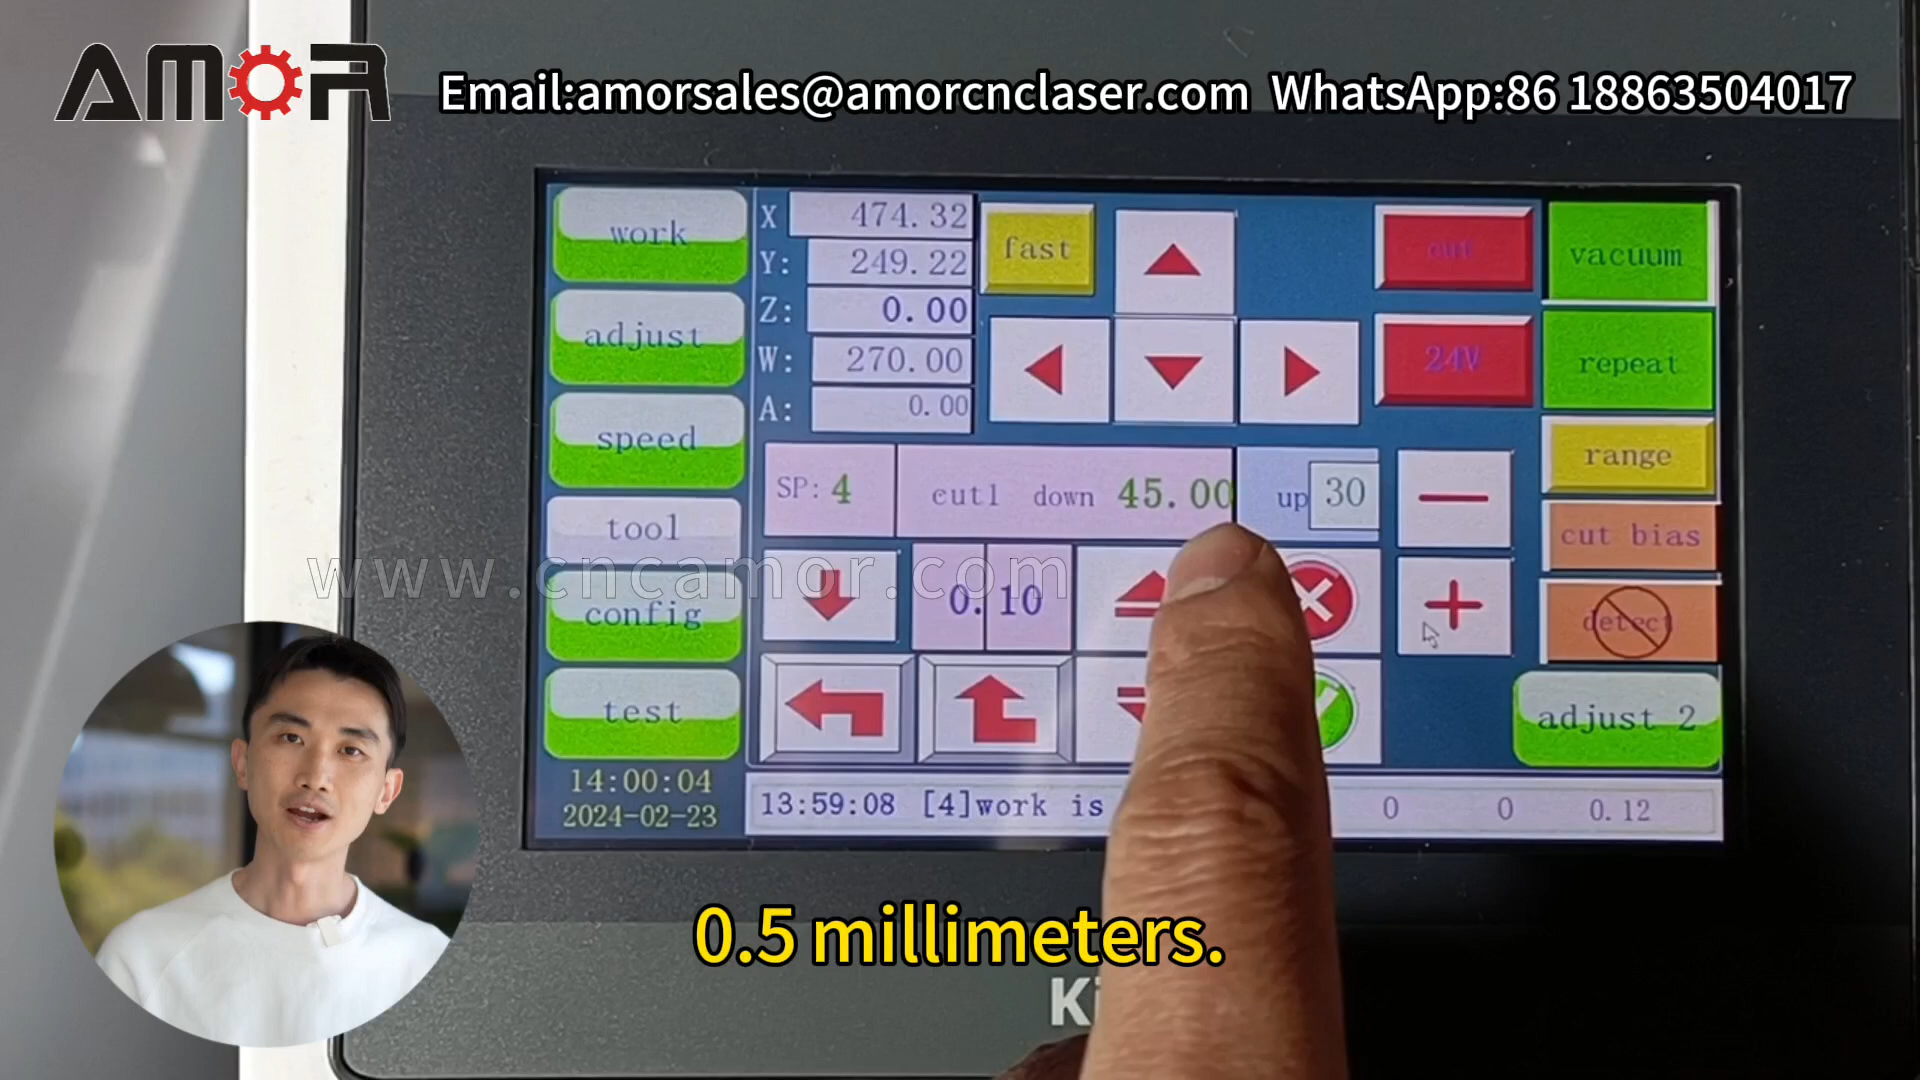 AMOR
Email:amorsales@amorcnclaser.com WhatsApp:86 18863504017
work
adjust
speed
tool
config
test
14:00:04
2024-02-23
X 474.32
Y: 249.22
Z: 0.00
W: 270.00
A: 0.00
fast
cut
24V
vacuum
repeat
range
cut bias
detect
adjust 2
SP: 4 cut1 down 45.00 up 30
0.10
13:59:08 [4]work is 0 0 0.12
www.cncamor.com
0.5 millimeters.